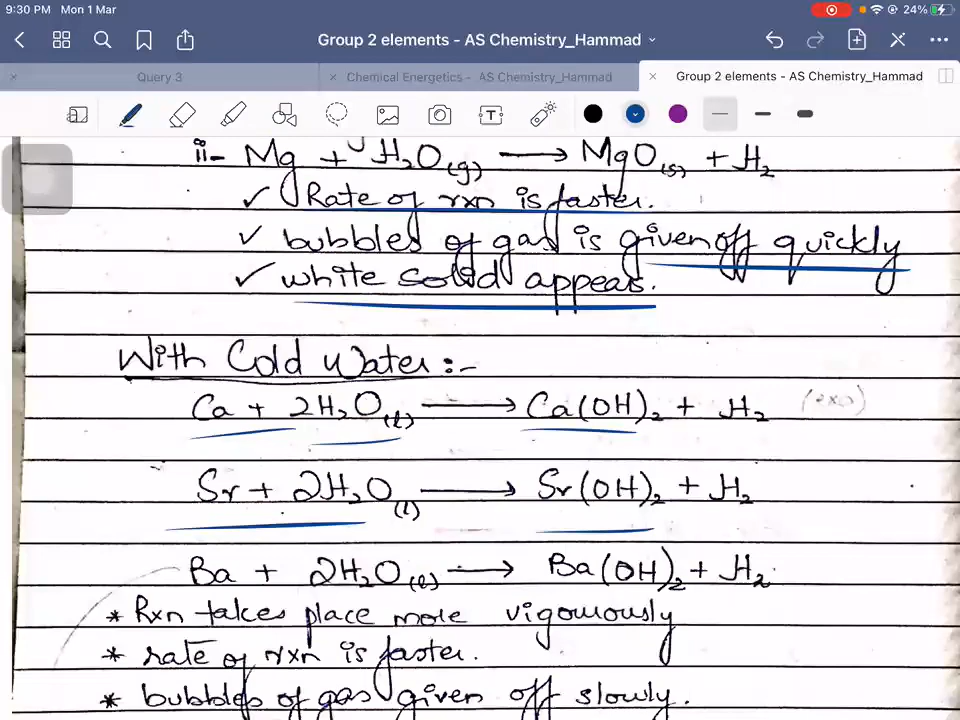 9:30 PM Mon 1 Mar
24%
Group 2 elements - AS Chemistry_Hammad
Query 3
Chemical Energetics - AS Chemistry_Hammad
Group 2 elements - AS Chemistry_Hammad
ii- Mg + H₂O(g) ⟶ MgO(s) + H₂
✓ Rate of rxn is faster.
✓ bubbles of gas is given off quickly
✓ white solid appears.
With Cold Water:-
Ca + 2H₂O(l) ⟶ Ca(OH)₂ + H₂
Sr + 2H₂O(l) ⟶ Sr(OH)₂ + H₂
Ba + 2H₂O(l) ⟶ Ba(OH)₂ + H₂
* Rxn takes place more vigorously
* rate of rxn is faster.
* bubbles of gas given off slowly.